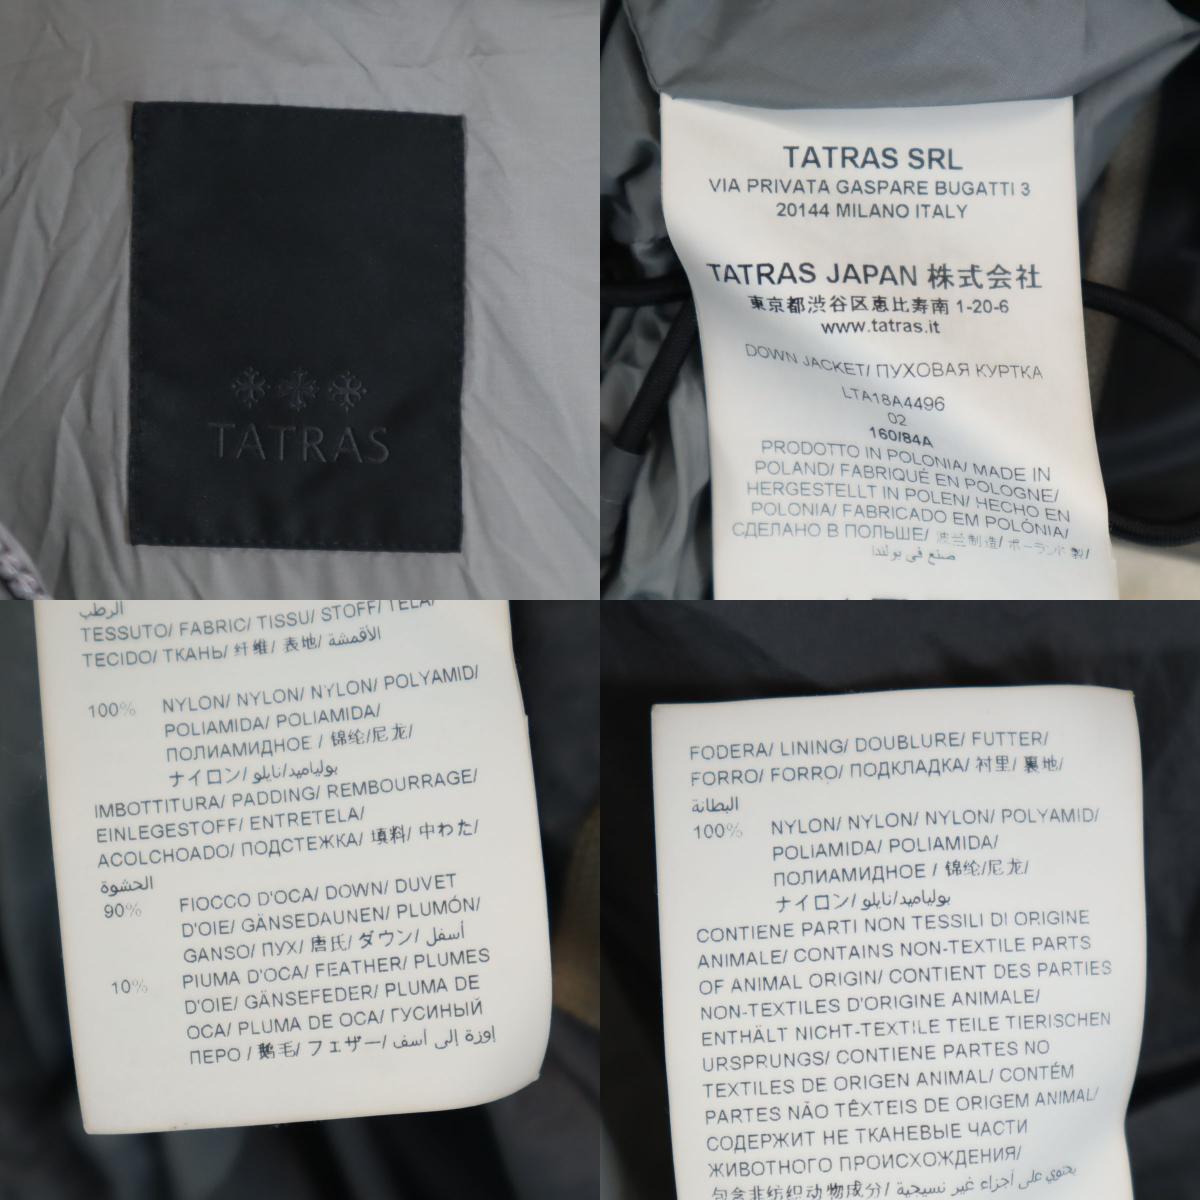 TATRAS
TATRAS SRL
VIA PRIVATA GASPARE BUGATTI 3
20144 MILANO ITALY
TATRAS JAPAN 株式会社
東京都渋谷区恵比寿南 1-20-6
www.tatras.it
DOWN JACKET/ ПУХОВАЯ КУРТКА
LTA18A4496
02
160/84A
PRODOTTO IN POLONIA/ MADE IN
POLAND/ FABRIQUÉ EN POLOGNE/
HERGESTELLT IN POLEN/ HECHO EN
POLONIA/ FABRICADO EM POLÓNIA/
СДЕЛАНО В ПОЛЬШЕ/ 波兰制造/ ポーランド製/
صنع في بولندا
الرطب
TESSUTO/ FABRIC/ TISSU/ STOFF/ TELA/
TECIDO/ ТКАНЬ/ 纤维/ 表地/ الأقمشة
100% NYLON/ NYLON/ NYLON/ POLYAMID/
POLIAMIDA/ POLIAMIDA/
ПОЛИАМИДНОЕ / 锦纶/尼龙/
ナイロン/ بولياميد/نايلو
IMBOTTITURA/ PADDING/ REMBOURRAGE/
EINLEGESTOFF/ ENTRETELA/
ACOLCHOADO/ ПОДСТЕЖКА/ 填料/ 中わた/
الحشوة
90% FIOCCO D'OCA/ DOWN/ DUVET
D'OIE/ GÄNSEDAUNEN/ PLUMÓN/
GANSO/ ПУХ/ 唐氏/ ダウン/ أسفل
10% PIUMA D'OCA/ FEATHER/ PLUMES
D'OIE/ GÄNSEFEDER/ PLUMA DE
OCA/ PLUMA DE OCA/ ГУСИНЫЙ
ПЕРО / 鹅毛/ フェザー/ اوزة إلى أسف
FODERA/ LINING/ DOUBLURE/ FUTTER/
FORRO/ FORRO/ ПОДКЛАДКА/ 衬里/ 裏地/
البطانة
100% NYLON/ NYLON/ NYLON/ POLYAMID/
POLIAMIDA/ POLIAMIDA/
ПОЛИАМИДНОЕ / 锦纶/尼龙/
ナイロン/ بولياميد/نايلو
CONTIENE PARTI NON TESSILI DI ORIGINE
ANIMALE/ CONTAINS NON-TEXTILE PARTS
OF ANIMAL ORIGIN/ CONTIENT DES PARTIES
NON-TEXTILES D'ORIGINE ANIMALE/
ENTHÄLT NICHT-TEXTILE TEILE TIERISCHEN
URSPRUNGS/ CONTIENE PARTES NO
TEXTILES DE ORIGEN ANIMAL/ CONTÉM
PARTES NÃO TÊXTEIS DE ORIGEM ANIMAL/
СОДЕРЖИТ НЕ ТКАНЕВЫЕ ЧАСТИ
ЖИВОТНОГО ПРОИСХОЖДЕНИЯ/
包含非纺织动物成分/ يحتوي على أجزاء غير نسيجية